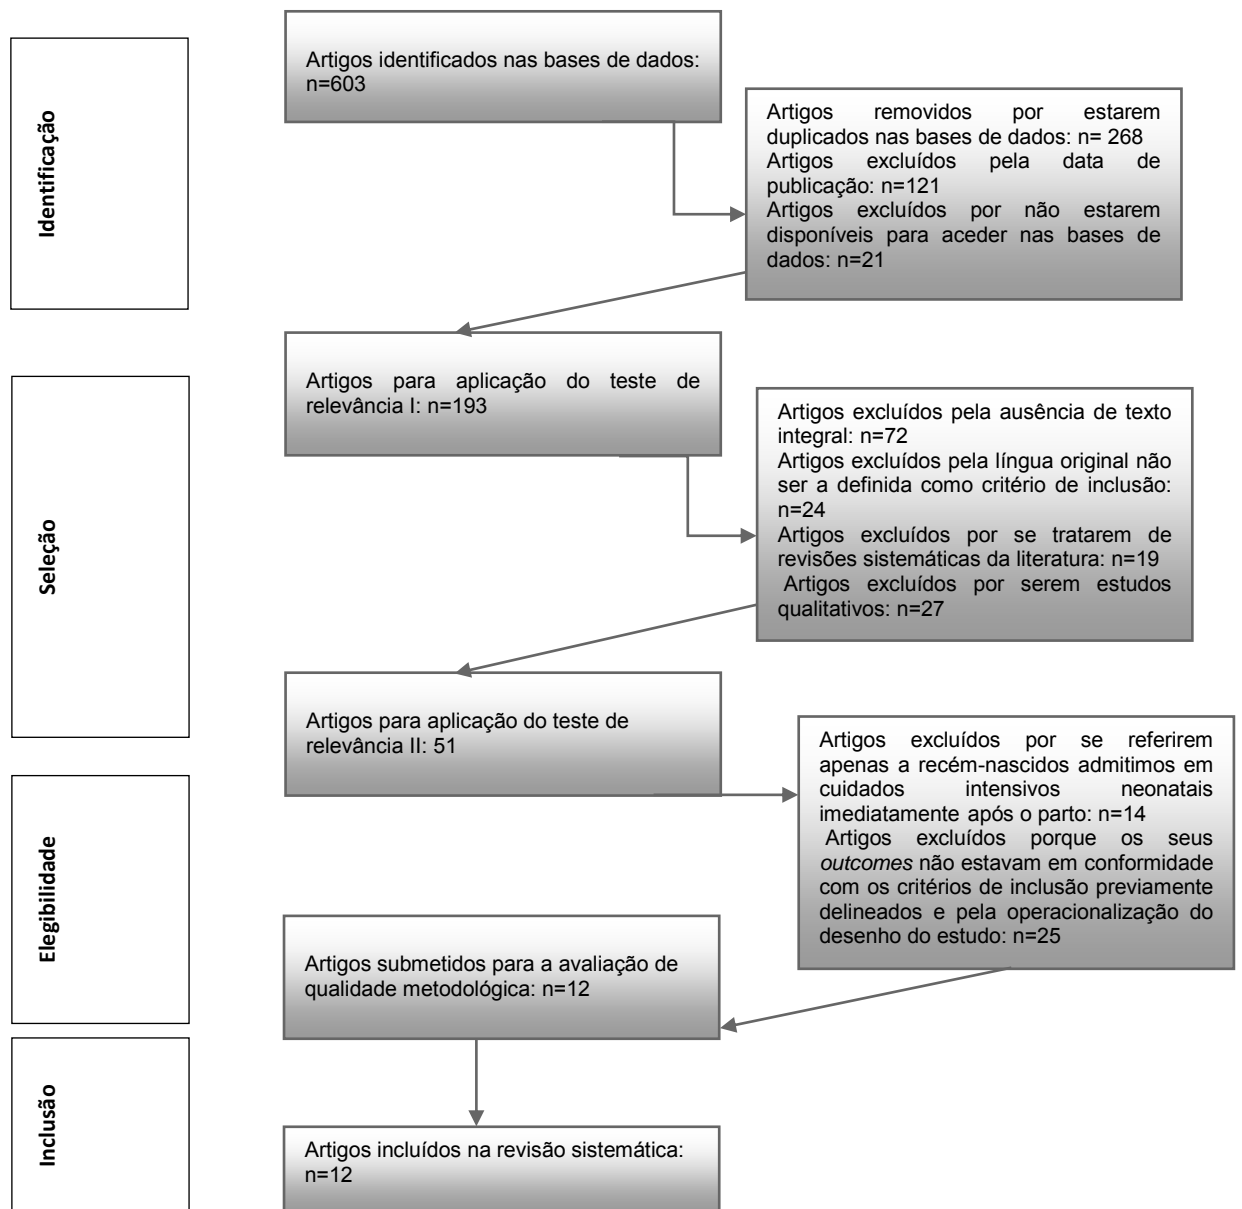 Identificação
Artigos identificados nas bases de dados:
n=603
Artigos removidos por estarem
duplicados nas bases de dados: n= 268
Artigos excluídos pela data de
publicação: n=121
Artigos excluídos por não estarem
disponíveis para aceder nas bases de
dados: n=21
Seleção
Artigos para aplicação do teste de
relevância I: n=193
Artigos excluídos pela ausência de texto
integral: n=72
Artigos excluídos pela língua original não
ser a definida como critério de inclusão:
n=24
Artigos excluídos por se tratarem de
revisões sistemáticas da literatura: n=19
Artigos excluídos por serem estudos
qualitativos: n=27
Artigos para aplicação do teste de
relevância II: 51
Elegibilidade
Artigos excluídos por se referirem
apenas a recém-nascidos admitimos em
cuidados intensivos neonatais
imediatamente após o parto: n=14
Artigos excluídos porque os seus
outcomes não estavam em conformidade
com os critérios de inclusão previamente
delineados e pela operacionalização do
desenho do estudo: n=25
Artigos submetidos para a avaliação de
qualidade metodológica: n=12
Inclusão
Artigos incluídos na revisão sistemática:
n=12